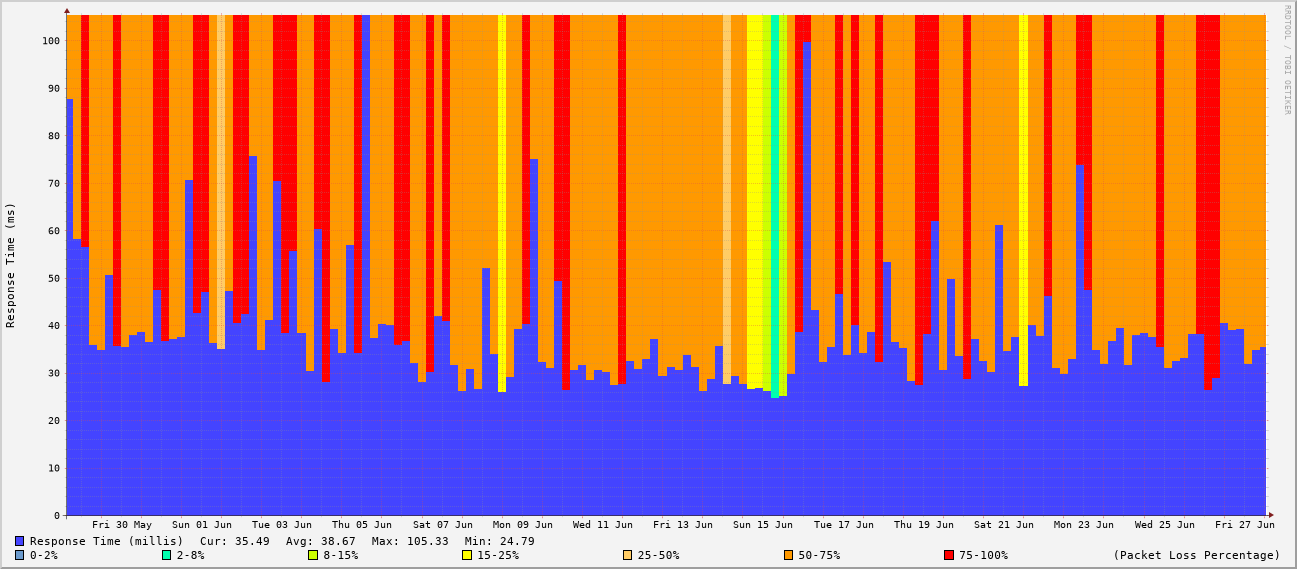 RRDTOOL / TOBI OETIKER
Response Time (ms)
100
90
80
70
60
50
40
30
20
10
0
Fri 30 May Sun 01 Jun Tue 03 Jun Thu 05 Jun Sat 07 Jun Mon 09 Jun Wed 11 Jun Fri 13 Jun Sun 15 Jun Tue 17 Jun Thu 19 Jun Sat 21 Jun Mon 23 Jun Wed 25 Jun Fri 27 Jun
Response Time (millis) Cur: 35.49 Avg: 38.67 Max: 105.33 Min: 24.79
0-2% 2-8% 8-15% 15-25% 25-50% 50-75% 75-100% (Packet Loss Percentage)